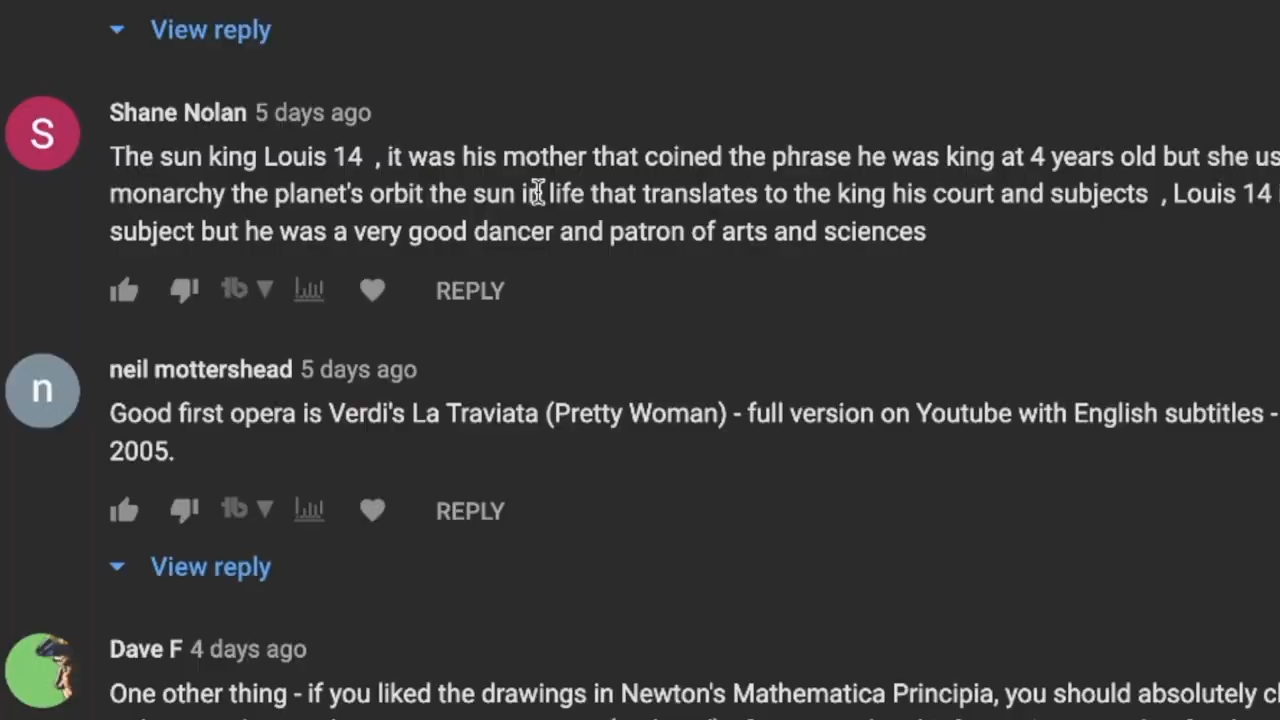 View reply
S
Shane Nolan 5 days ago
The sun king Louis 14 , it was his mother that coined the phrase he was king at 4 years old but she
monarchy the planet's orbit the sun in life that translates to the king his court and subjects , Louis 14
subject but he was a very good dancer and patron of arts and sciences
REPLY
n
neil mottershead 5 days ago
Good first opera is Verdi's La Traviata (Pretty Woman) - full version on Youtube with English subtitles -
2005.
REPLY
View reply
Dave F 4 days ago
One other thing - if you liked the drawings in Newton's Mathematica Principia, you should absolutely